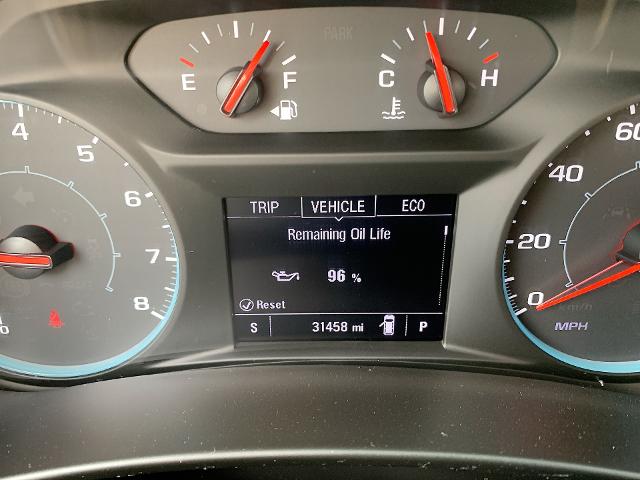 PARK
E F
C H
4
5
6
7
8
60
40
20
0
km/h
MPH
TRIP VEHICLE ECO
Remaining Oil Life
96 %
Reset
S 31458 mi P